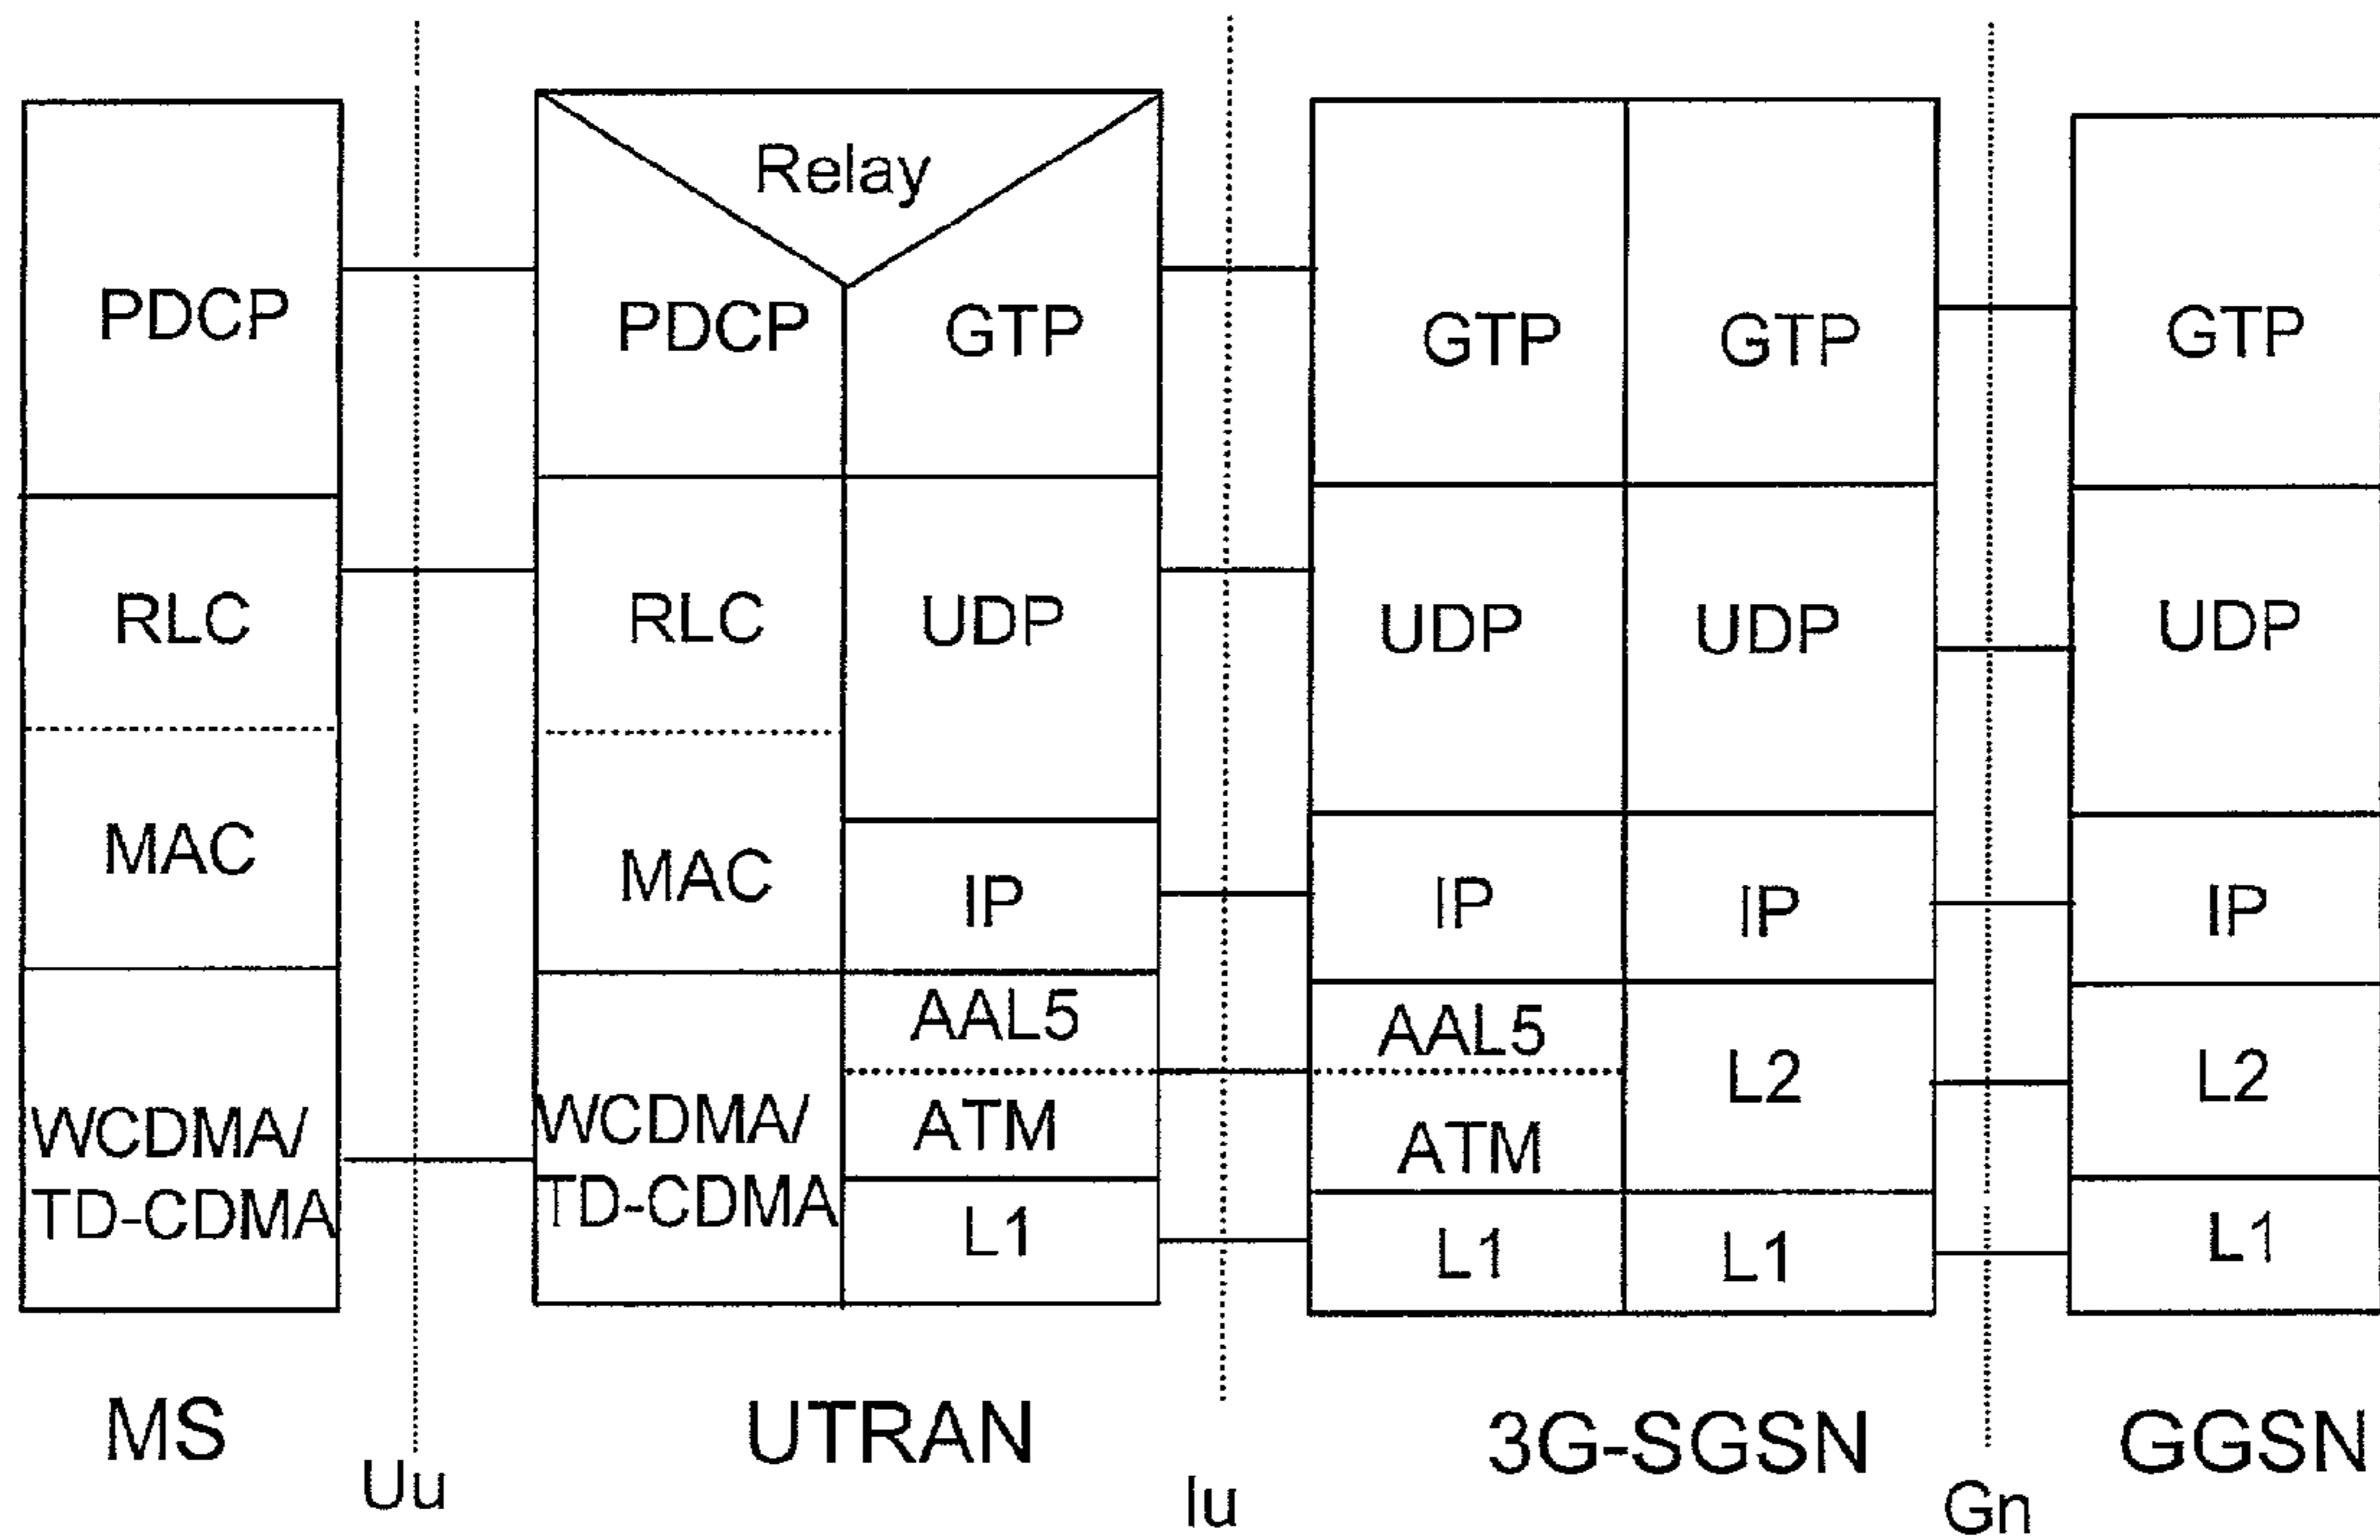 Relay
PDCP
PDCP
GTP
GTP
GTP
GTP
RLC
RLC
UDP
UDP
UDP
UDP
MAC
MAC
IP
IP
IP
IP
AAL5
AAL5
L2
L2
WCDMA/
TD-CDMA
WCDMA/
TD-CDMA
ATM
ATM
L1
L1
L1
L1
MS
UTRAN
3G-SGSN
GGSN
Uu
Iu
Gn